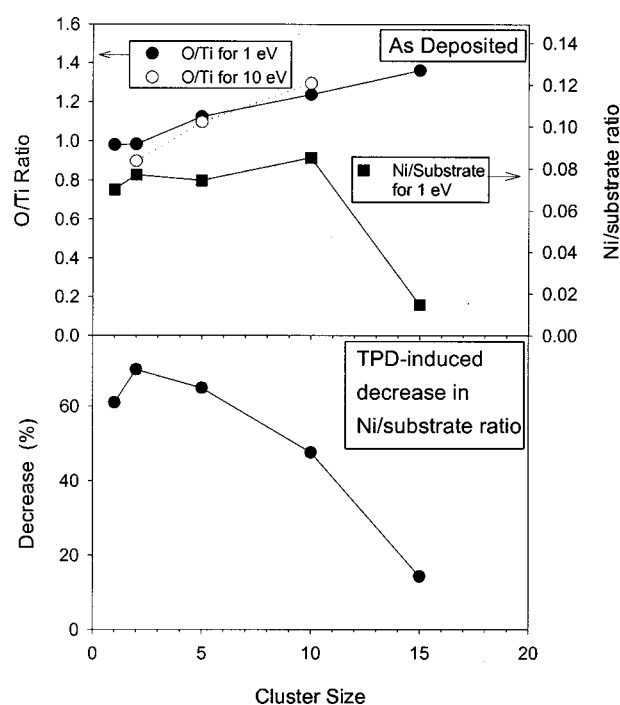 1.6
1.4
1.2
1.0
0.8
0.6
0.4
0.2
0.0
O/Ti Ratio
O/Ti for 1 eV
O/Ti for 10 eV
As Deposited
Ni/Substrate
for 1 eV
0.14
0.12
0.10
0.08
0.06
0.04
0.02
0.00
Ni/substrate ratio
TPD-induced
decrease in
Ni/substrate ratio
60
40
20
0
Decrease (%)
0 5 10 15 20
Cluster Size